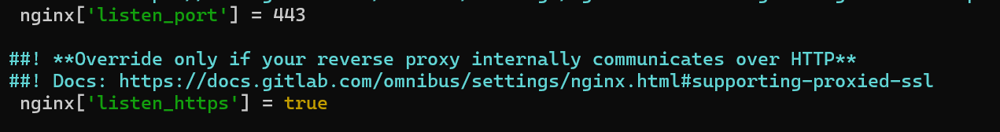 nginx['listen_port'] = 443
##! **Override only if your reverse proxy internally communicates over HTTP**
##! Docs: https://docs.gitlab.com/omnibus/settings/nginx.html#supporting-proxied-ssl
nginx['listen_https'] = true